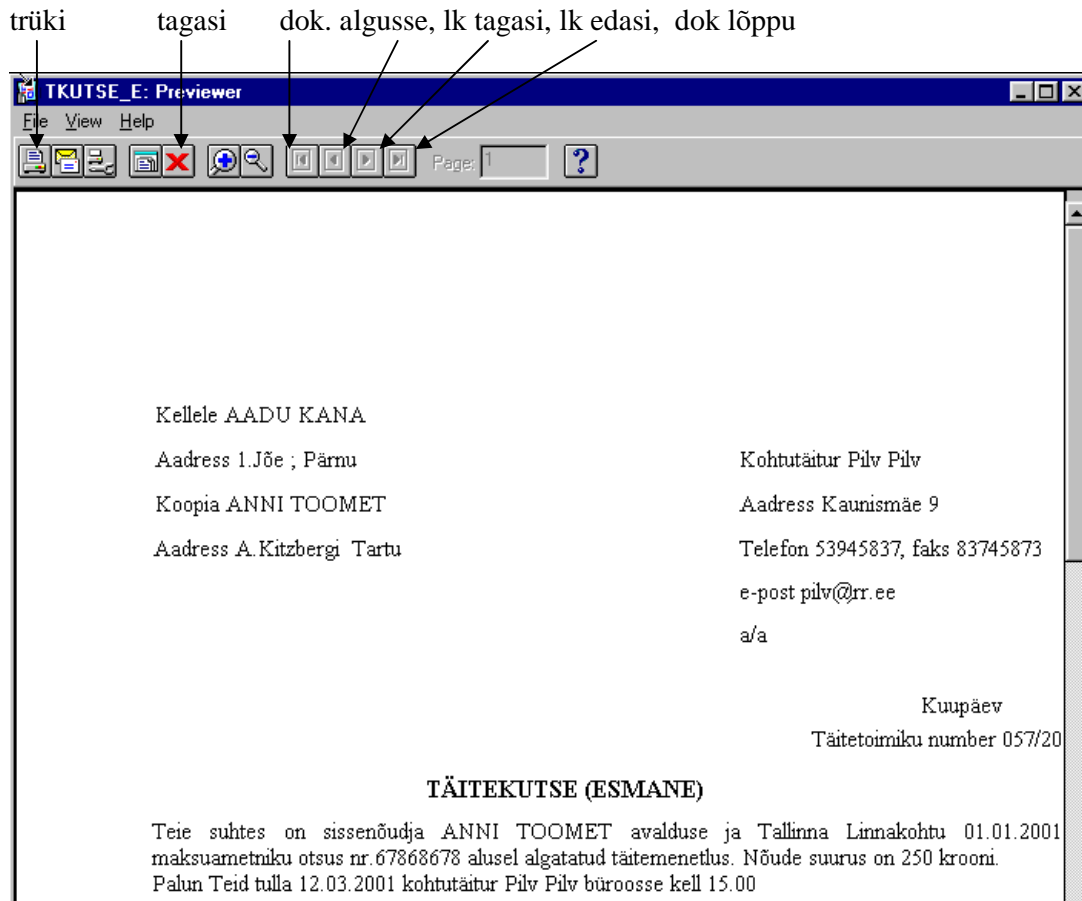 trüki tagasi dok. algusse, lk tagasi, lk edasi, dok lõppu
TKUTSE_E: Previewer
File View Help
Page: 1
Kellele AADU KANA
Aadress 1.Jõe ; Pärnu
Kohtutäitur Pilv Pilv
Koopia ANNI TOOMET
Aadress Kaunismäe 9
Aadress A.Kitzbergi Tartu
Telefon 53945837, faks 83745873
e-post pilv@rr.ee
a/a
Kuupäev
Täitetoimiku number 057/20
TÄITEKUTSE (ESMANE)
Teie suhtes on sissenõudja ANNI TOOMET avalduse ja Tallinna Linnakohtu 01.01.2001
maksuametniku otsus nr.67868678 alusel algatatud täitemenetlus. Nõude suurus on 250 krooni.
Palun Teid tulla 12.03.2001 kohtutäitur Pilv Pilv büroosse kell 15.00